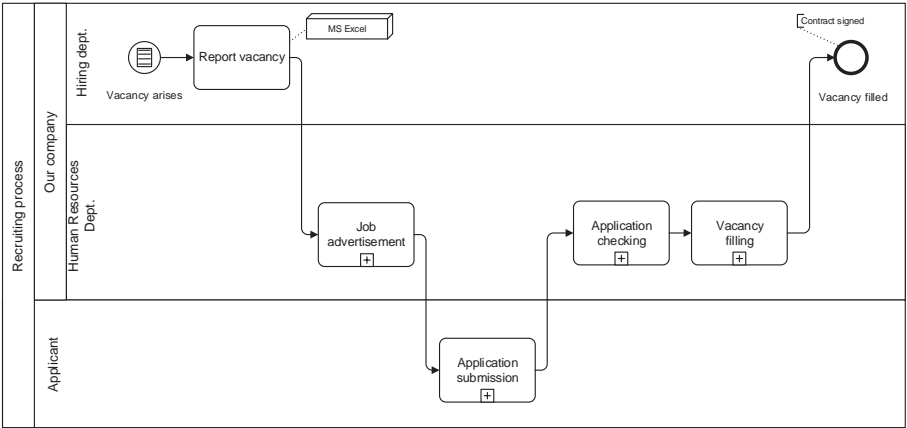 Recruiting process
Our company
Hiring dept.
Vacancy arises
Report vacancy
MS Excel
Contract signed
Vacancy filled
Human Resources
Dept.
Job
advertisement
Application
checking
Vacancy
filling
Applicant
Application
submission